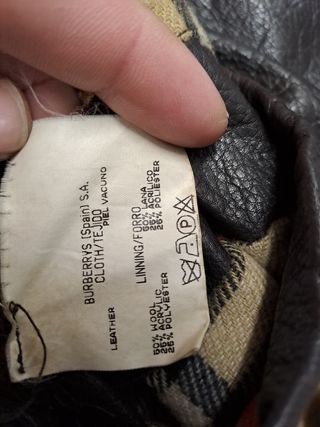 BURBERRYS (Spain) S.A.
CLOTH/TEJIDO
PIEL VACUNO
LEATHER
LINNING/FORRO
50% LANA
25% ACRILICO
25% POLIESTER
50% WOOL
25% ACRYLIC
25% POLYESTER
P